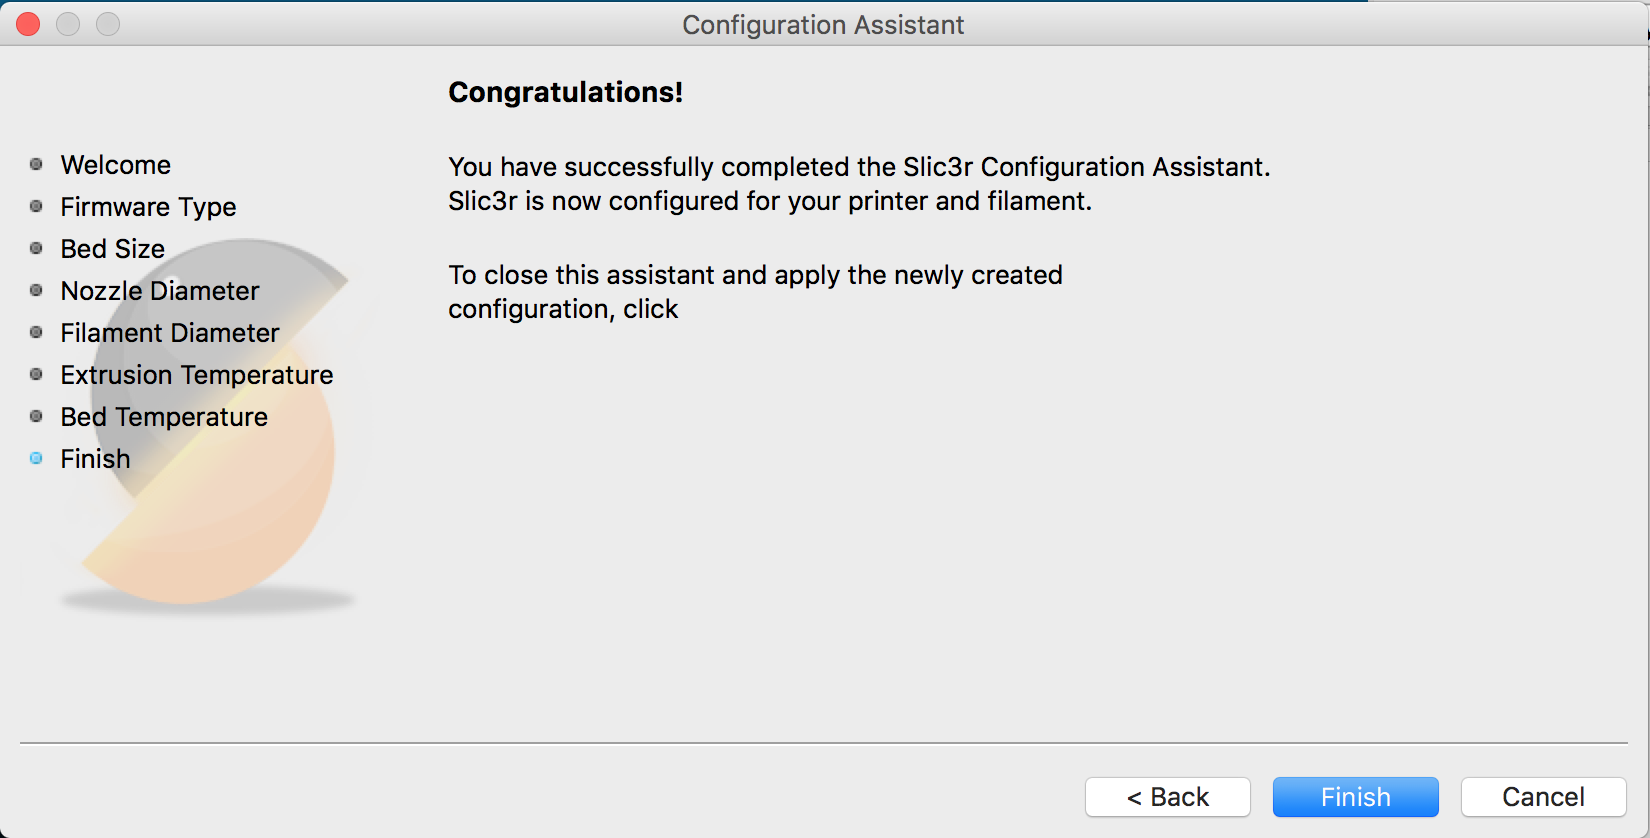 Configuration Assistant
Welcome
Firmware Type
Bed Size
Nozzle Diameter
Filament Diameter
Extrusion Temperature
Bed Temperature
Finish
Congratulations!
You have successfully completed the Slic3r Configuration Assistant.
Slic3r is now configured for your printer and filament.
To close this assistant and apply the newly created
configuration, click
< Back
Finish
Cancel